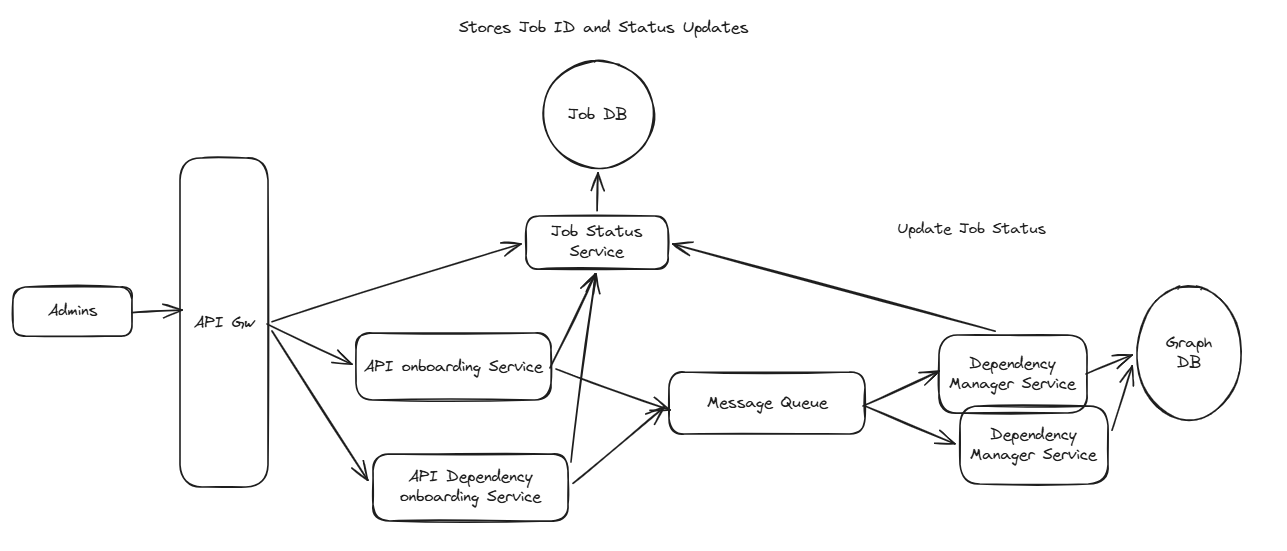 Stores Job ID and Status Updates
Job DB
Job Status
Service
Update Job Status
Admins
API Gw
API onboarding Service
API Dependency
onboarding Service
Message Queue
Dependency
Manager Service
Dependency
Manager Service
Graph
DB